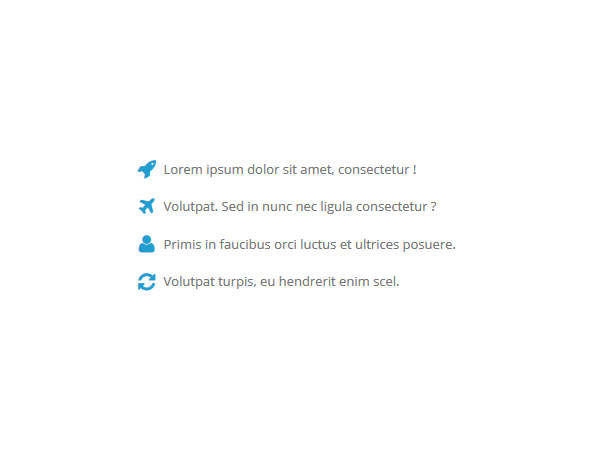 Lorem ipsum dolor sit amet, consectetur !
Volutpat. Sed in nunc nec ligula consectetur ?
Primis in faucibus orci luctus et ultrices posuere.
Volutpat turpis, eu hendrerit enim scel.